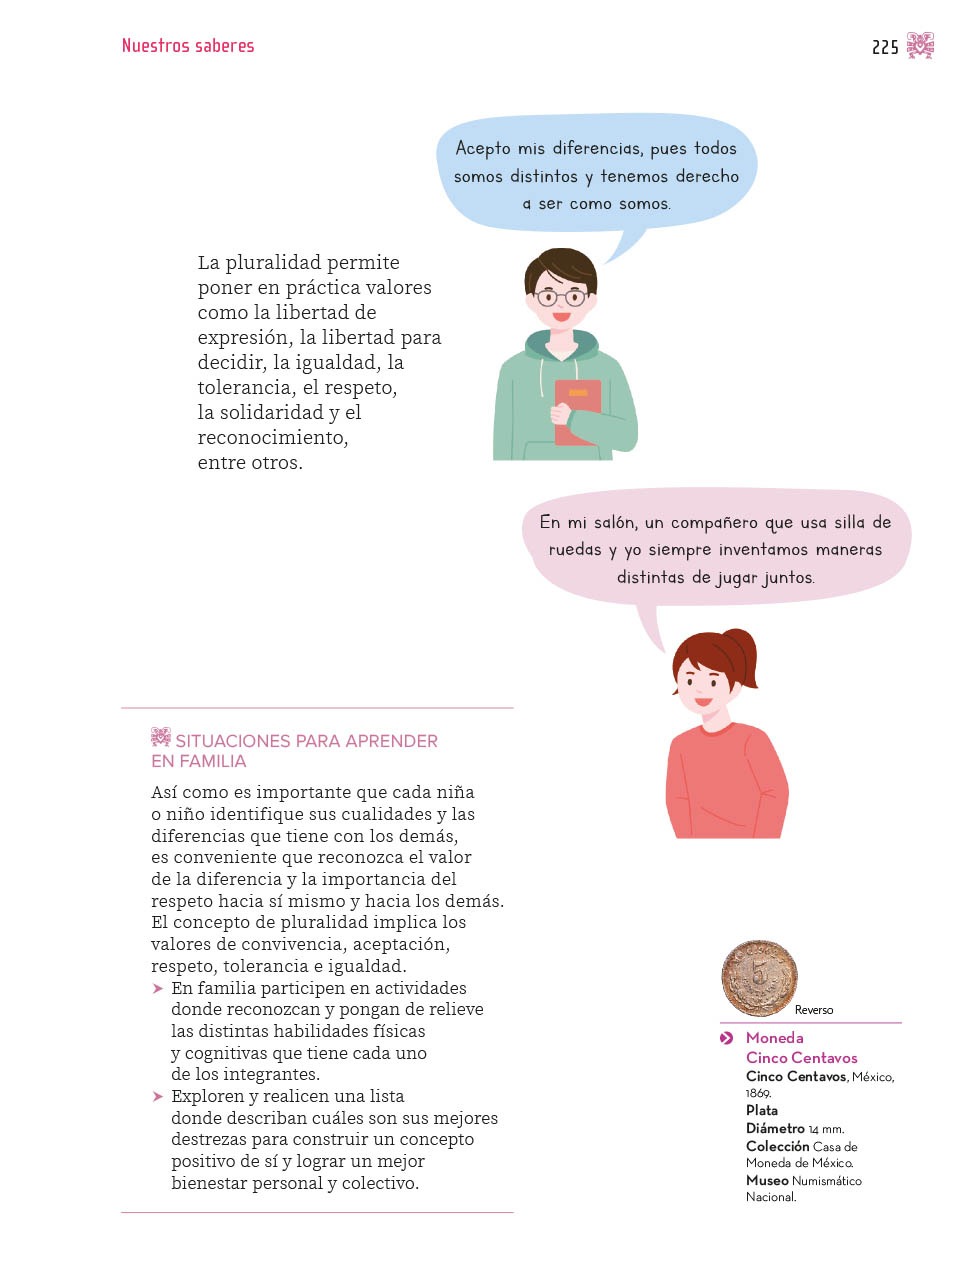 Nuestros saberes
225
Acepto mis diferencias, pues todos
somos distintos y tenemos derecho
a ser como somos.
La pluralidad permite
poner en práctica valores
como la libertad de
expresión, la libertad para
decidir, la igualdad, la
tolerancia, el respeto,
la solidaridad y el
reconocimiento,
entre otros.
En mi salón, un compañero que usa silla de
ruedas y yo siempre inventamos maneras
distintas de jugar juntos.
SITUACIONES PARA APRENDER
EN FAMILIA
Así como es importante que cada niña
o niño identifique sus cualidades y las
diferencias que tiene con los demás,
es conveniente que reconozca el valor
de la diferencia y la importancia del
respeto hacia sí mismo y hacia los demás.
El concepto de pluralidad implica los
valores de convivencia, aceptación,
respeto, tolerancia e igualdad.
En familia participen en actividades
donde reconozcan y pongan de relieve
las distintas habilidades físicas
y cognitivas que tiene cada uno
de los integrantes.
Exploren y realicen una lista
donde describan cuáles son sus mejores
destrezas para construir un concepto
positivo de sí y lograr un mejor
bienestar personal y colectivo.
5
Reverso
Moneda
Cinco Centavos
Cinco Centavos, México,
1869.
Plata
Diámetro 14 mm.
Colección Casa de
Moneda de México.
Museo Numismático
Nacional.